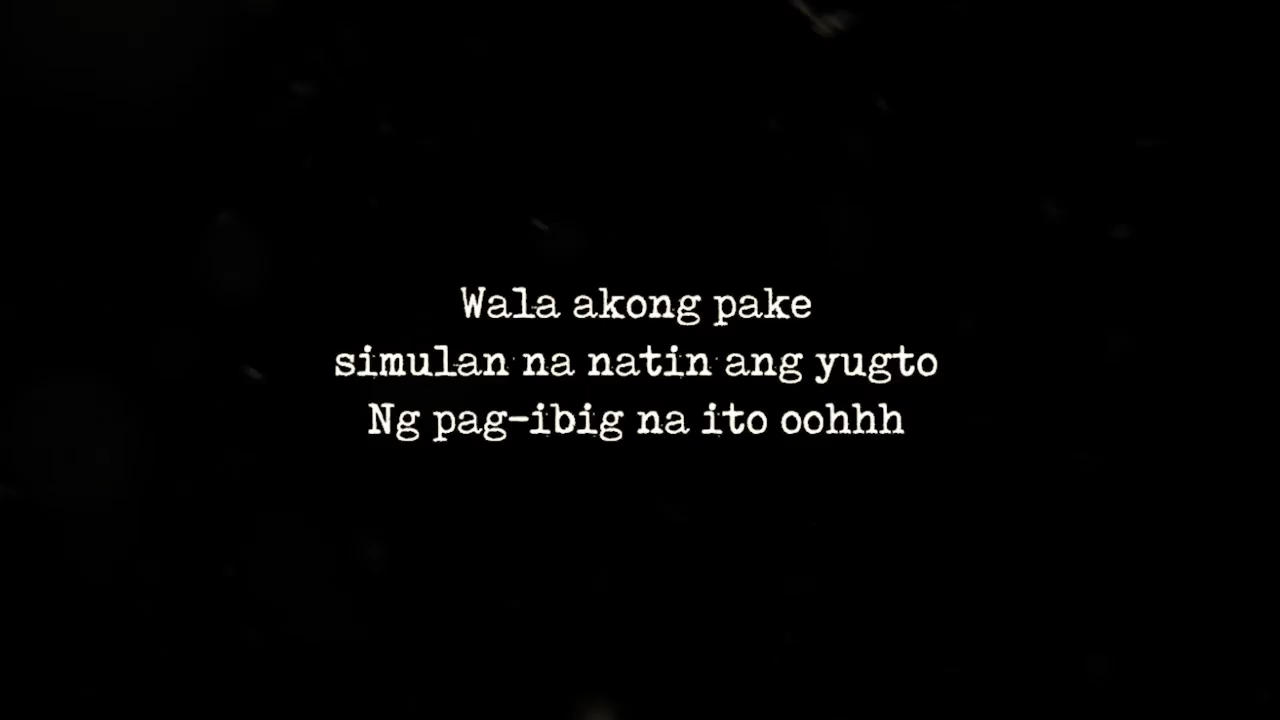 Wala akong pake
simulan na natin ang yugto
Ng pag-ibig na ito oohhh